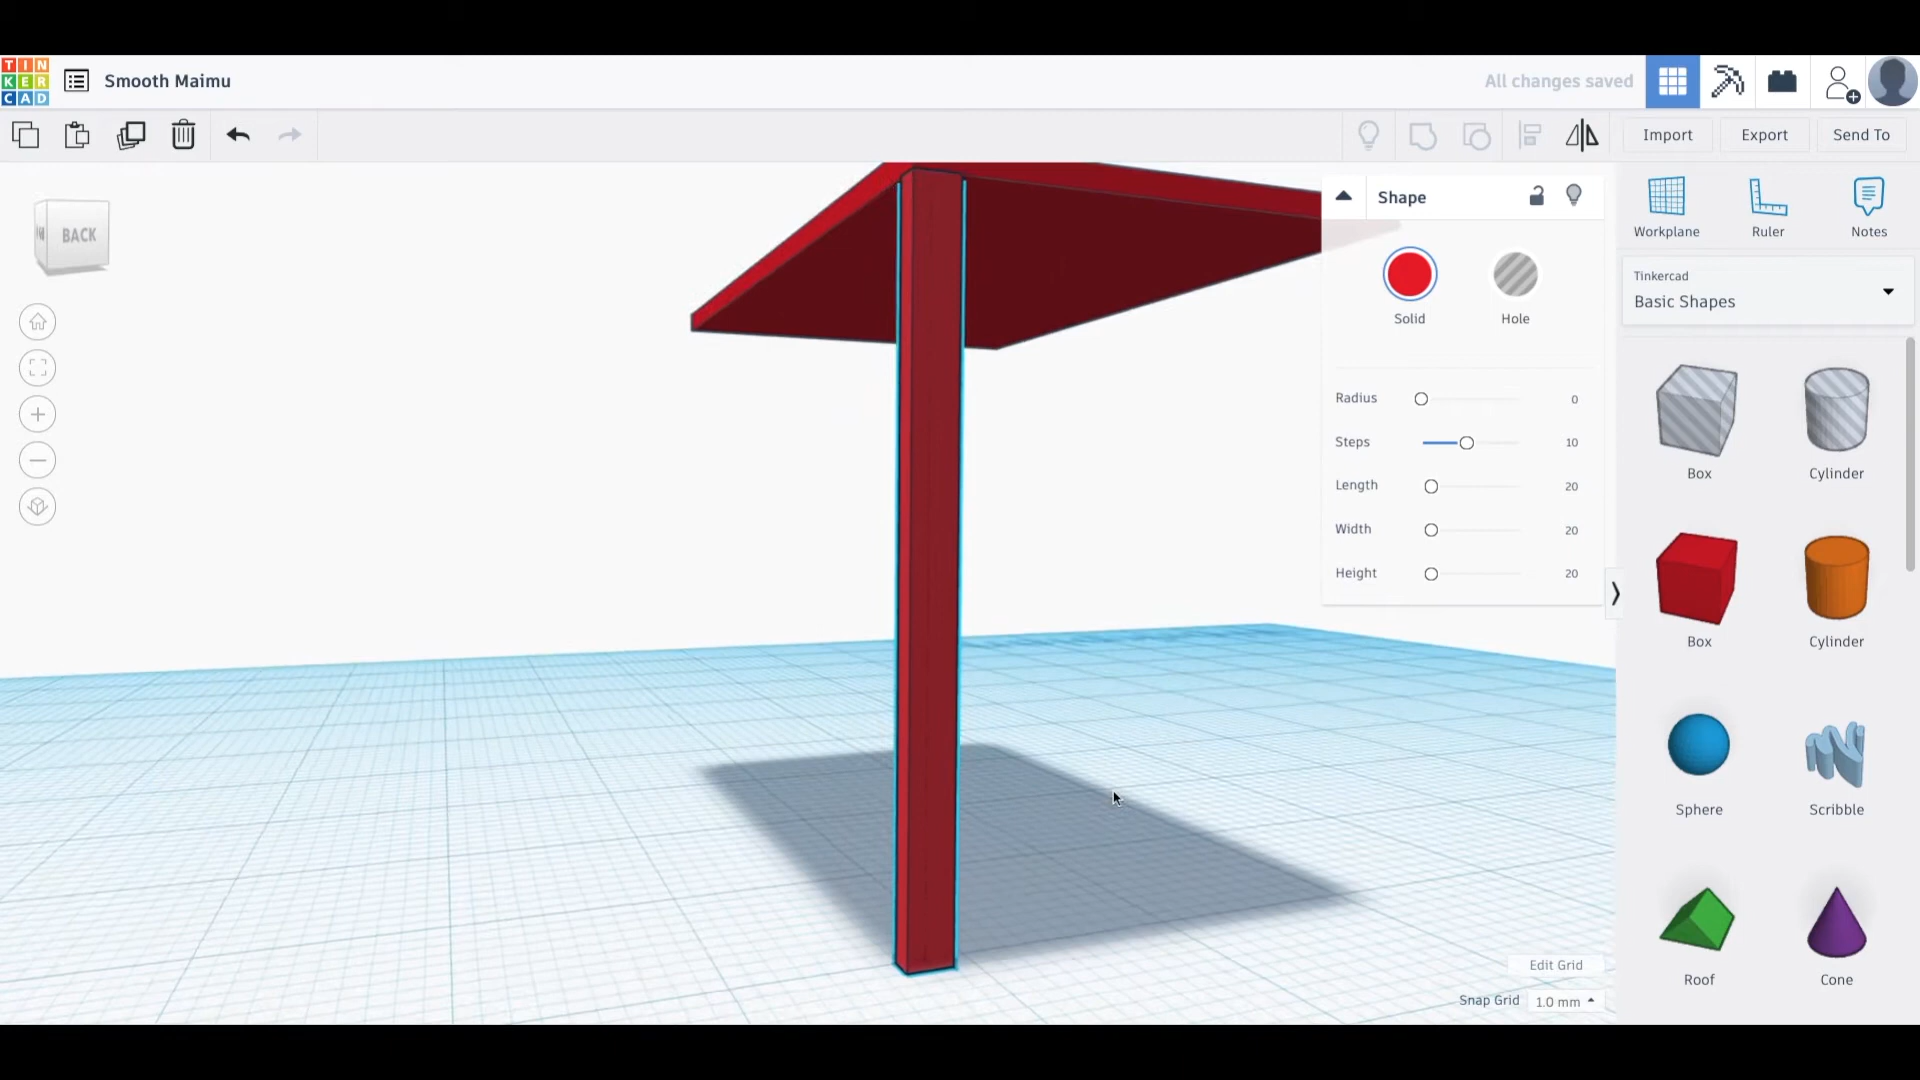 TIN
KER
CAD
Smooth Maimu
All changes saved
Import
Export
Send To
BACK
Shape
Solid
Hole
Radius
0
Steps
10
Length
20
Width
20
Height
20
Workplane
Ruler
Notes
Tinkercad
Basic Shapes
Box
Cylinder
Box
Cylinder
Sphere
Scribble
Roof
Cone
Edit Grid
Snap Grid
1.0 mm